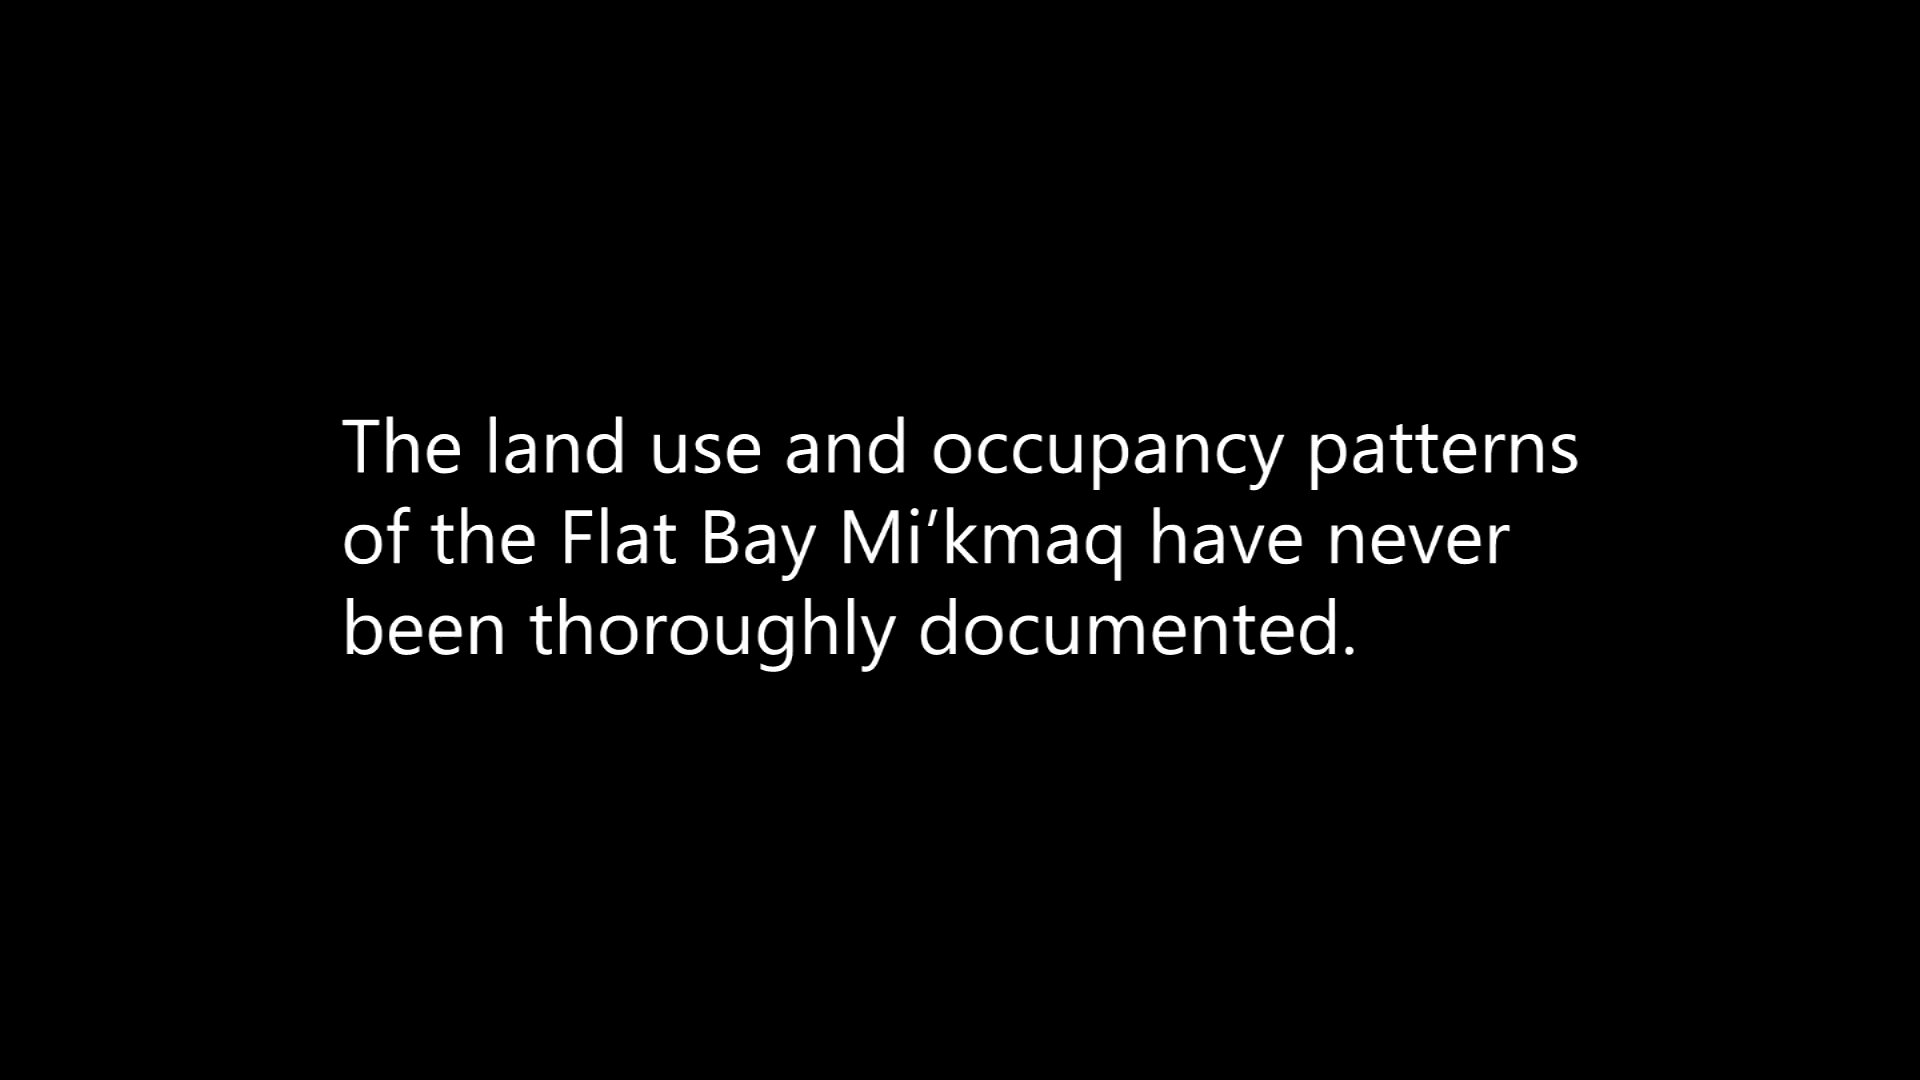 The land use and occupancy patterns
of the Flat Bay Mi’kmaq have never
been thoroughly documented.